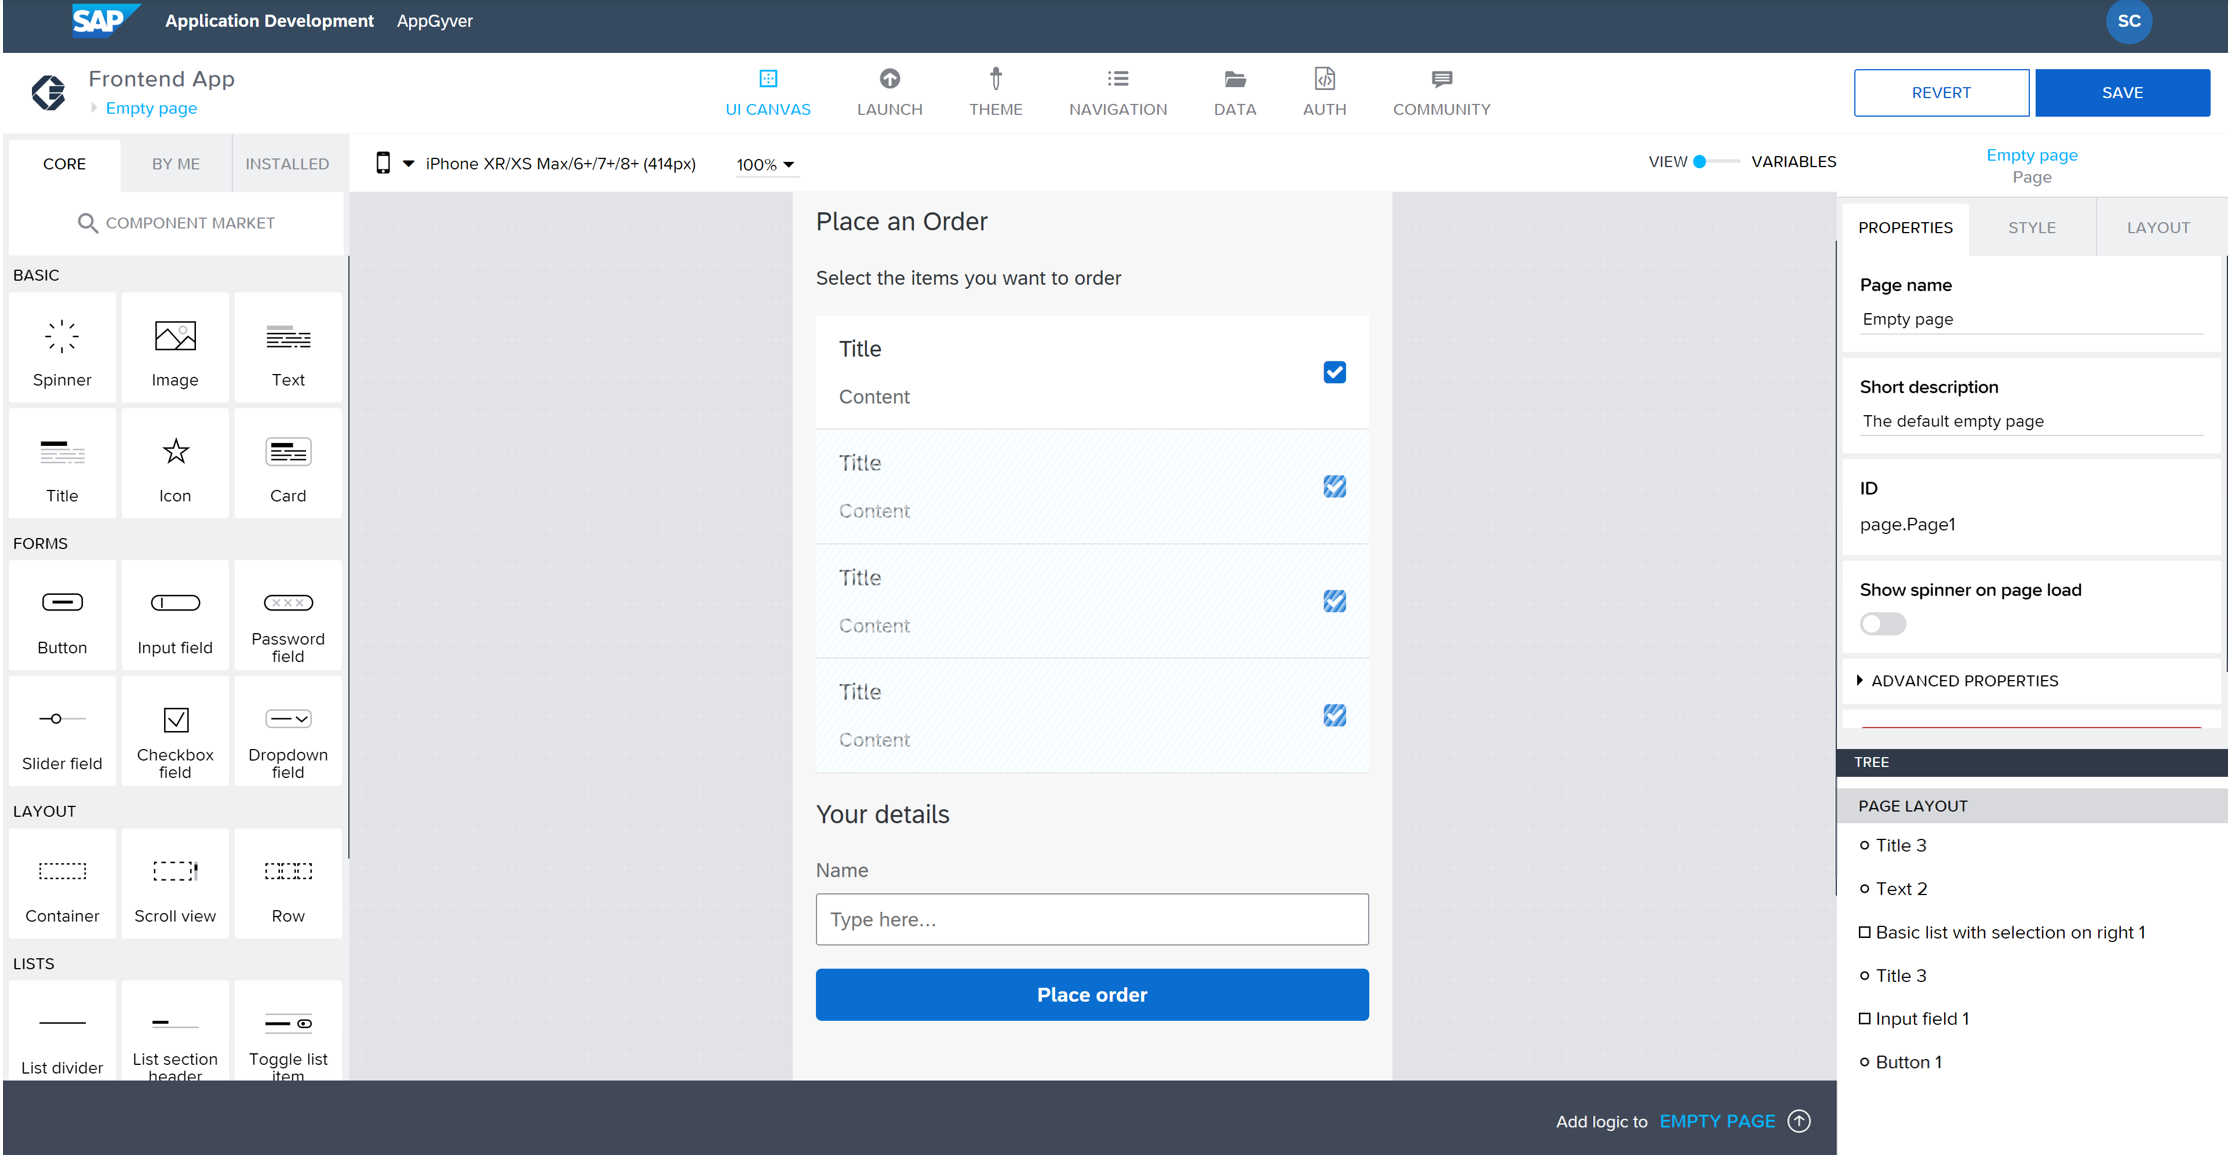 SAP Application Development AppGyver SC
Frontend App
Empty page
UI CANVAS LAUNCH THEME NAVIGATION DATA AUTH COMMUNITY
REVERT SAVE
CORE BY ME INSTALLED
COMPONENT MARKET
BASIC
Spinner Image Text
Title Icon Card
FORMS
Button Input field Password
field
Slider field Checkbox
field Dropdown
field
LAYOUT
Container Scroll view Row
LISTS
List divider List section
header Toggle list
item
iPhone XR/XS Max/6+/7+/8+ (414px) 100% VIEW VARIABLES
Place an Order
Select the items you want to order
Title
Content
Title
Content
Title
Content
Title
Content
Your details
Name
Type here...
Place order
Add logic to EMPTY PAGE
Empty page
Page
PROPERTIES STYLE LAYOUT
Page name
Empty page
Short description
The default empty page
ID
page.Page1
Show spinner on page load
ADVANCED PROPERTIES
TREE
PAGE LAYOUT
Title 3
Text 2
Basic list with selection on right 1
Title 3
Input field 1
Button 1